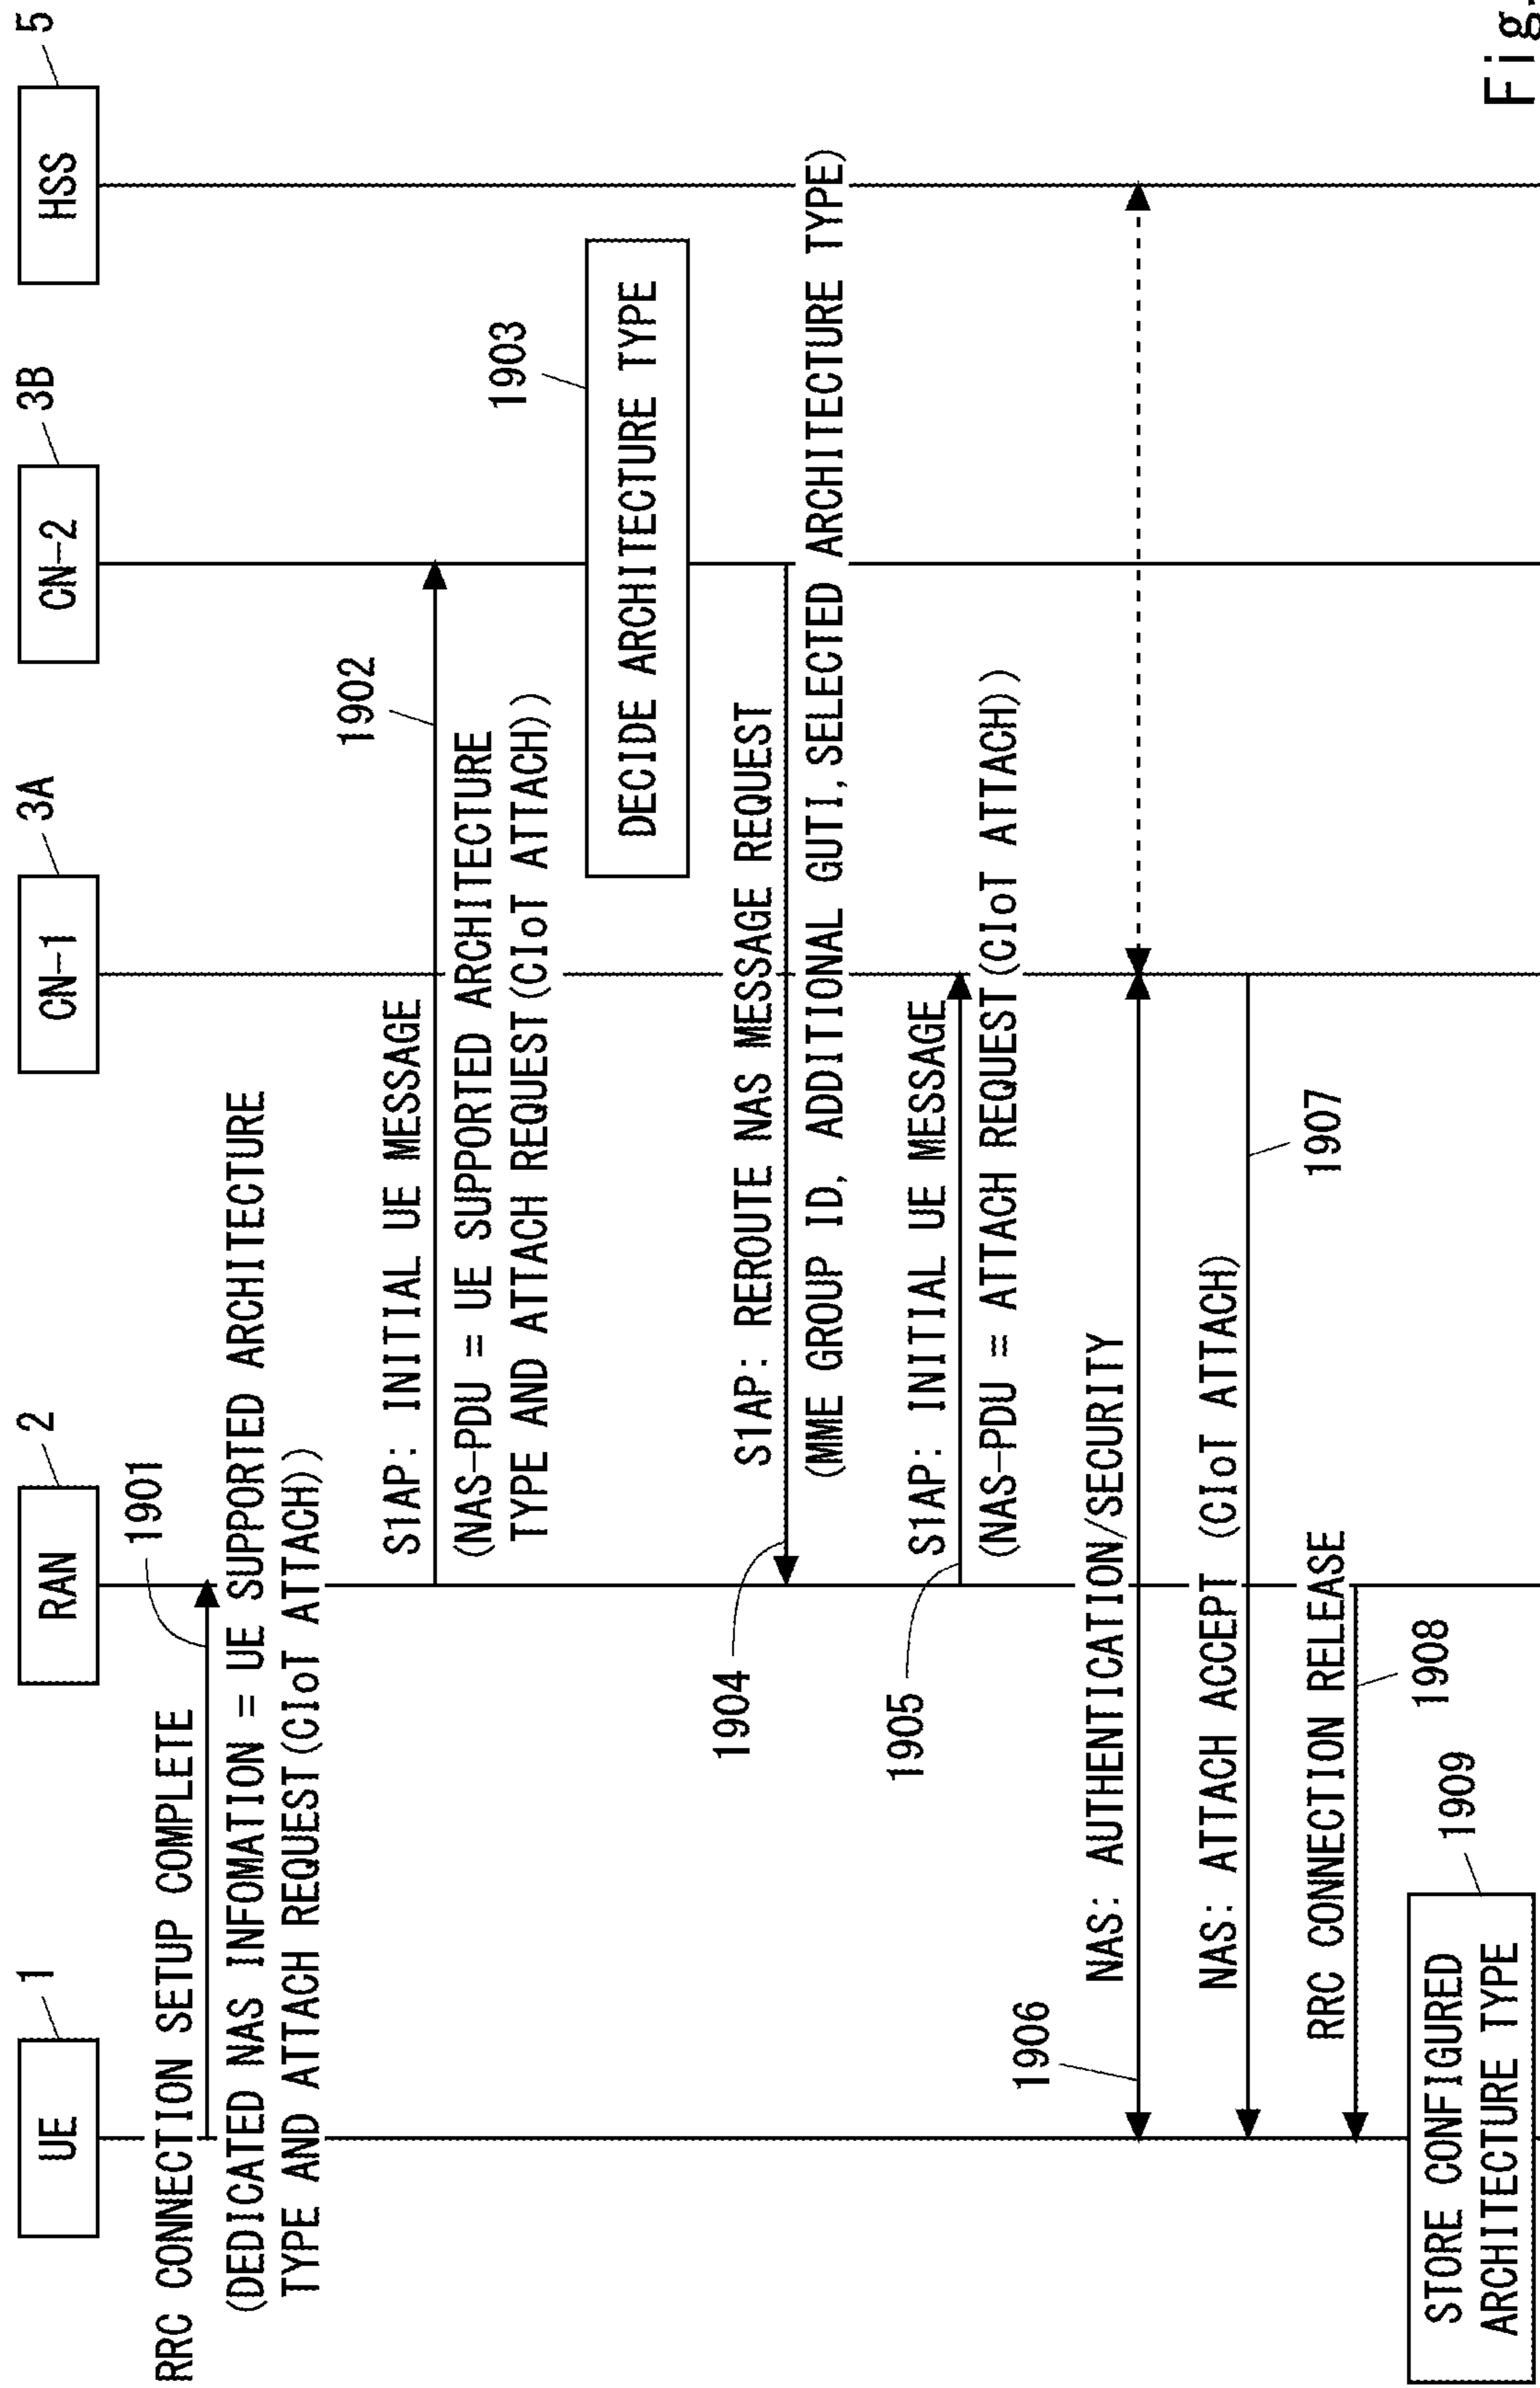 UE
1
RAN
2
CN-1
3A
CN-2
3B
HSS
5
RRC CONNECTION SETUP COMPLETE
1901
(DEDICATED NAS INFOMATION = UE SUPPORTED ARCHITECTURE
TYPE AND ATTACH REQUEST(CIoT ATTACH))
1902
S1AP: INITIAL UE MESSAGE
(NAS-PDU = UE SUPPORTED ARCHITECTURE
TYPE AND ATTACH REQUEST(CIoT ATTACH))
1903
DECIDE ARCHITECTURE TYPE
1904
S1AP: REROUTE NAS MESSAGE REQUEST
(MME GROUP ID, ADDITIONAL GUTI,SELECTED ARCHITECTURE TYPE)
1905
S1AP: INITIAL UE MESSAGE
(NAS-PDU = ATTACH REQUEST(CIoT ATTACH))
1906
NAS: AUTHENTICATION/SECURITY
NAS: ATTACH ACCEPT (CIoT ATTACH)
1907
RRC CONNECTION RELEASE
1908
1909
STORE CONFIGURED
ARCHITECTURE TYPE
Fig.